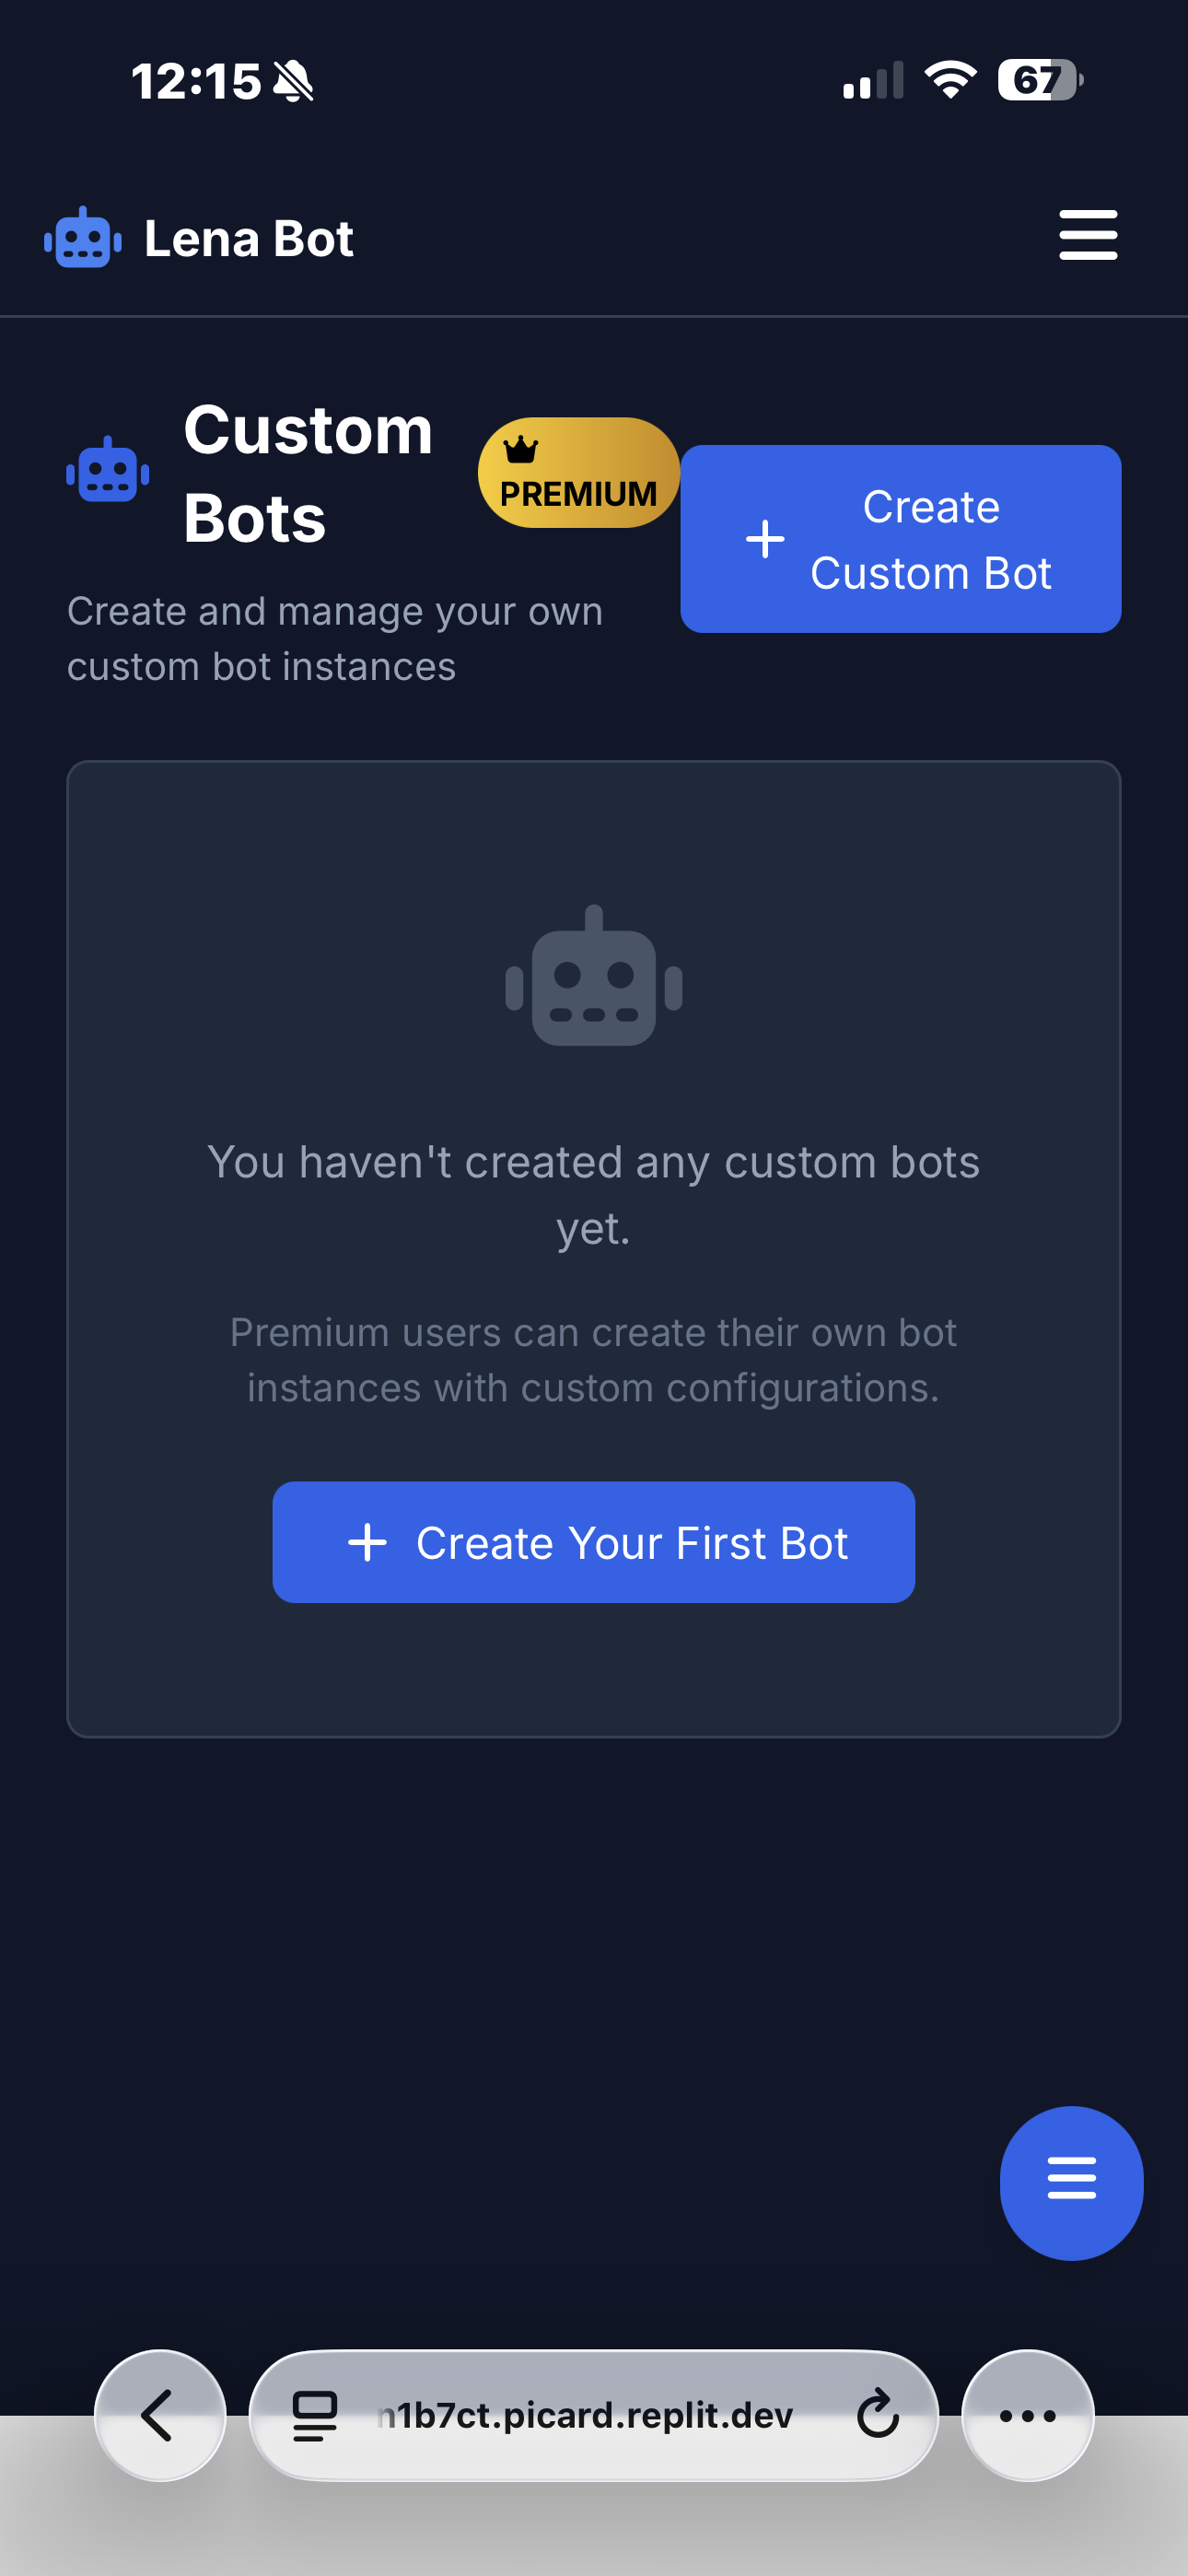 12:15
67
Lena Bot
Custom
Bots
PREMIUM
Create
Custom Bot
Create and manage your own
custom bot instances
You haven't created any custom bots
yet.
Premium users can create their own bot
instances with custom configurations.
Create Your First Bot
n1b7ct.picard.replit.dev